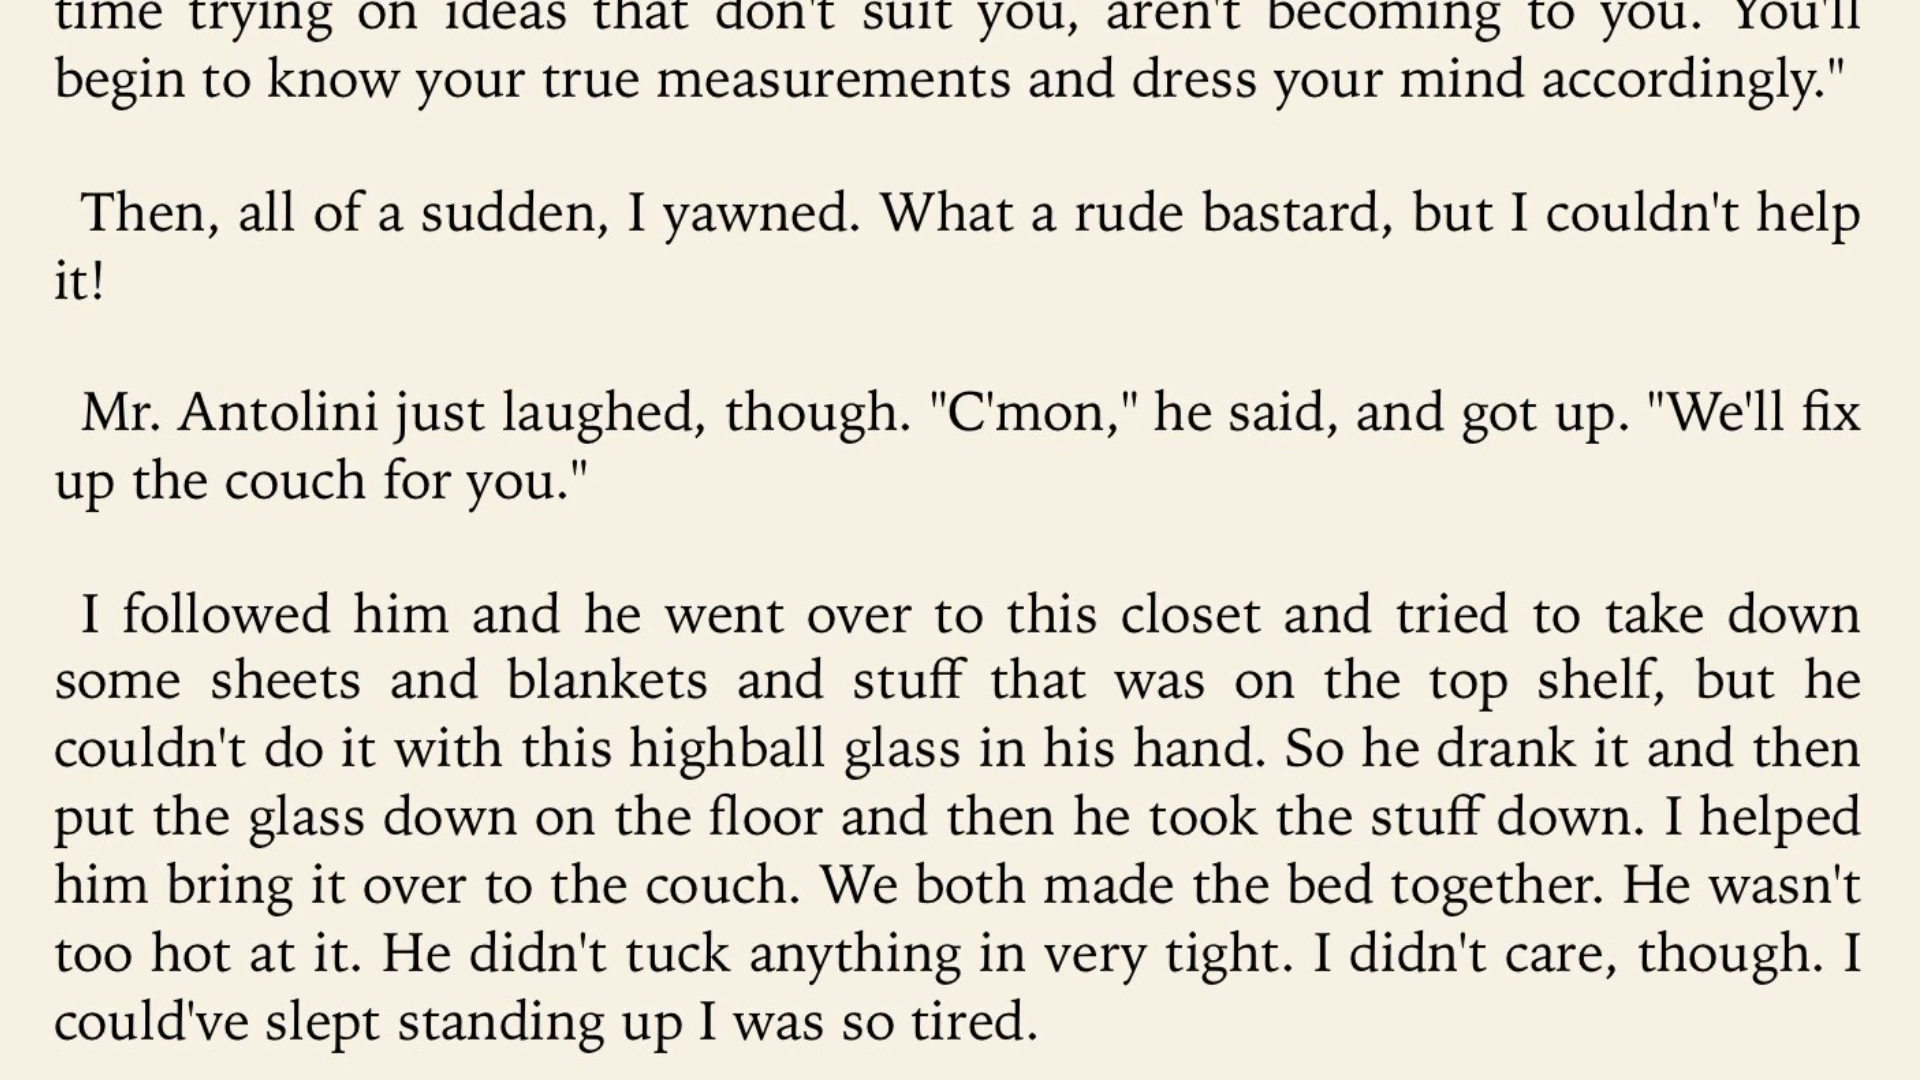 time trying on ideas that don't suit you, aren't becoming to you. You'll
begin to know your true measurements and dress your mind accordingly."
Then, all of a sudden, I yawned. What a rude bastard, but I couldn't help
it!
Mr. Antolini just laughed, though. "C'mon," he said, and got up. "We'll fix
up the couch for you."
I followed him and he went over to this closet and tried to take down
some sheets and blankets and stuff that was on the top shelf, but he
couldn't do it with this highball glass in his hand. So he drank it and then
put the glass down on the floor and then he took the stuff down. I helped
him bring it over to the couch. We both made the bed together. He wasn't
too hot at it. He didn't tuck anything in very tight. I didn't care, though. I
could've slept standing up I was so tired.